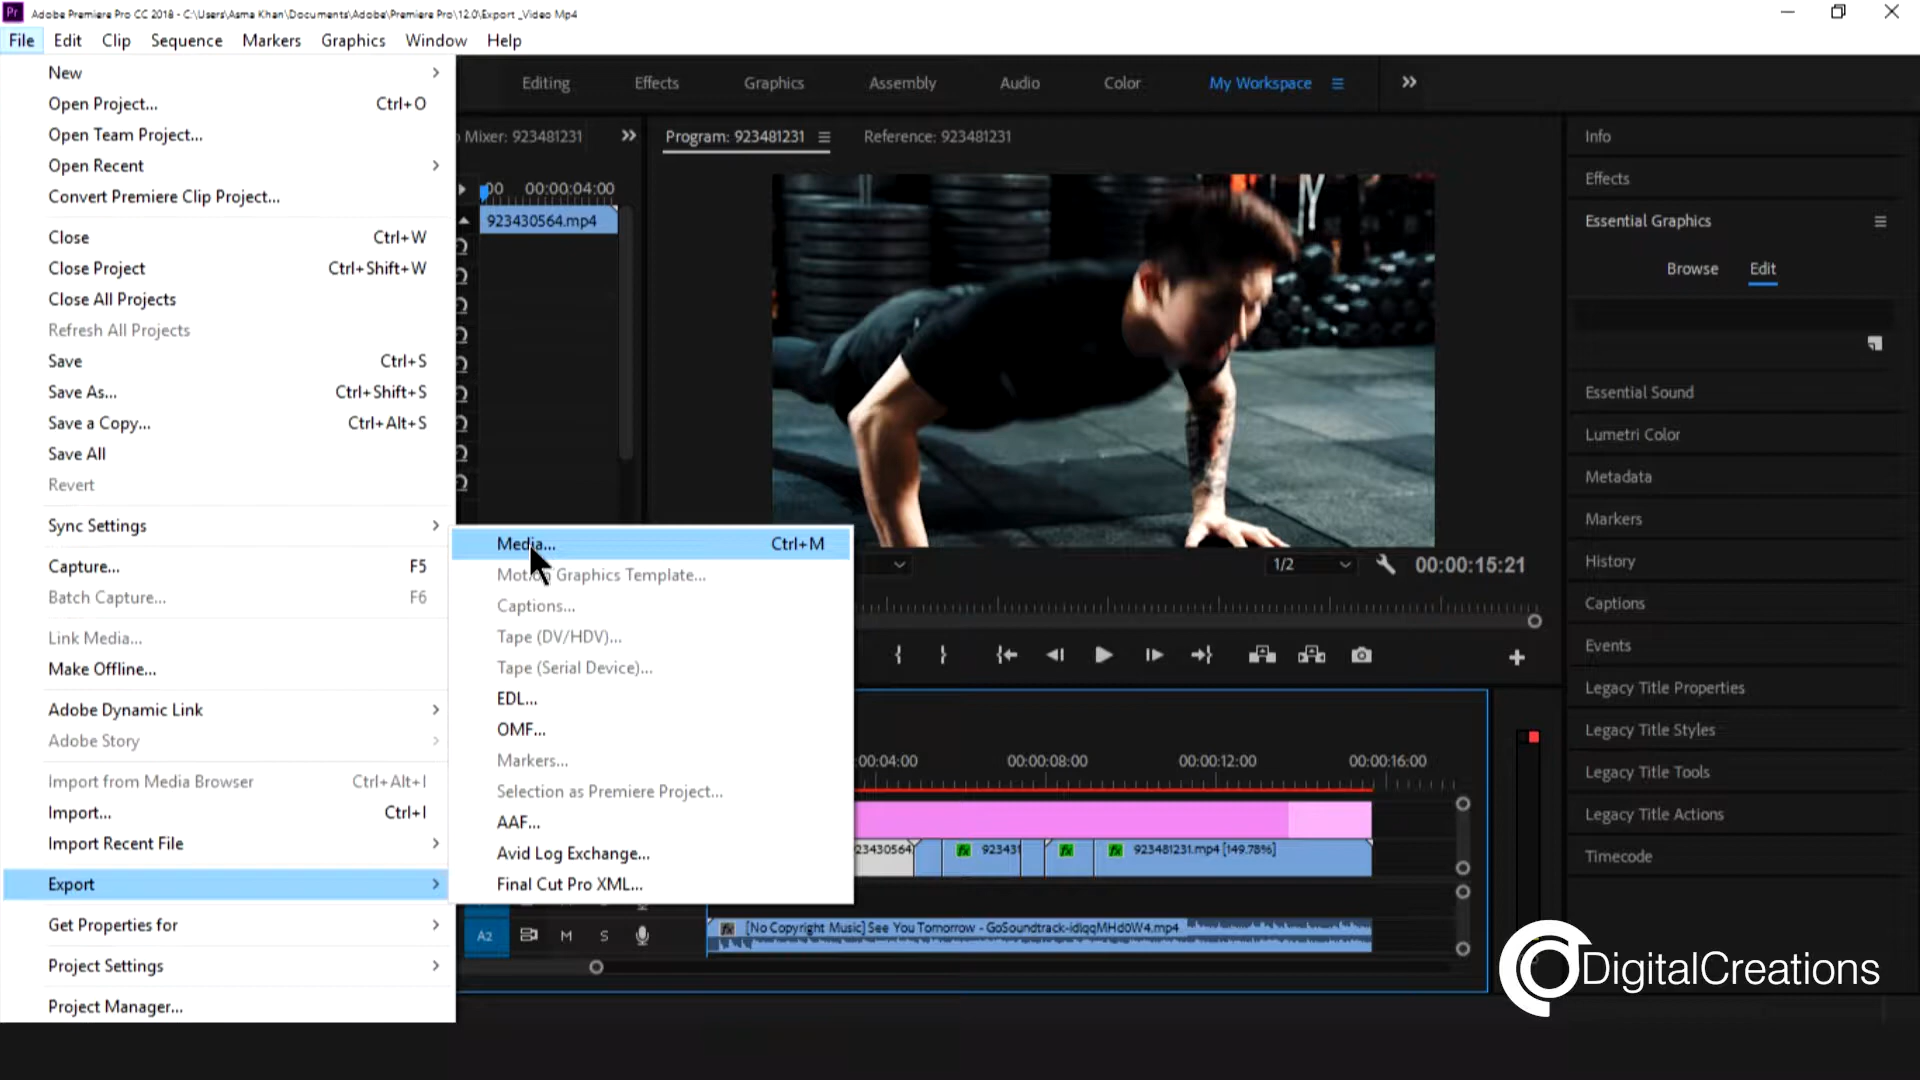 Pr Adobe Premiere Pro CC 2018 - C:\Users\Asma Khan\Documents\Adobe\Premiere Pro\12.0\Export _Video Mp4
File Edit Clip Sequence Markers Graphics Window Help
New
Open Project... Ctrl+O
Open Team Project...
Open Recent
Convert Premiere Clip Project...
Close Ctrl+W
Close Project Ctrl+Shift+W
Close All Projects
Refresh All Projects
Save Ctrl+S
Save As... Ctrl+Shift+S
Save a Copy... Ctrl+Alt+S
Save All
Revert
Sync Settings
Capture... F5
Batch Capture... F6
Link Media...
Make Offline...
Adobe Dynamic Link
Adobe Story
Import from Media Browser Ctrl+Alt+I
Import... Ctrl+I
Import Recent File
Export
Get Properties for
Project Settings
Project Manager...
Media... Ctrl+M
Motion Graphics Template...
Captions...
Tape (DV/HDV)...
Tape (Serial Device)...
EDL...
OMF...
Markers...
Selection as Premiere Project...
AAF...
Avid Log Exchange...
Final Cut Pro XML...
Editing Effects Graphics Assembly Audio Color My Workspace
Mixer: 923481231 Program: 923481231 Reference: 923481231
00 00:00:04:00
923430564.mp4
1/2 00:00:15:21
:00:04:00 00:00:08:00 00:00:12:00 00:00:16:00
23430564 fx 923431 fx fx 923481231.mp4 [149.78%]
A2 M S fx [No Copyright Music] See You Tomorrow - GoSoundtrack-idlqqMHd0W4.mp4
Info
Effects
Essential Graphics
Browse Edit
Essential Sound
Lumetri Color
Metadata
Markers
History
Captions
Events
Legacy Title Properties
Legacy Title Styles
Legacy Title Tools
Legacy Title Actions
Timecode
DigitalCreations